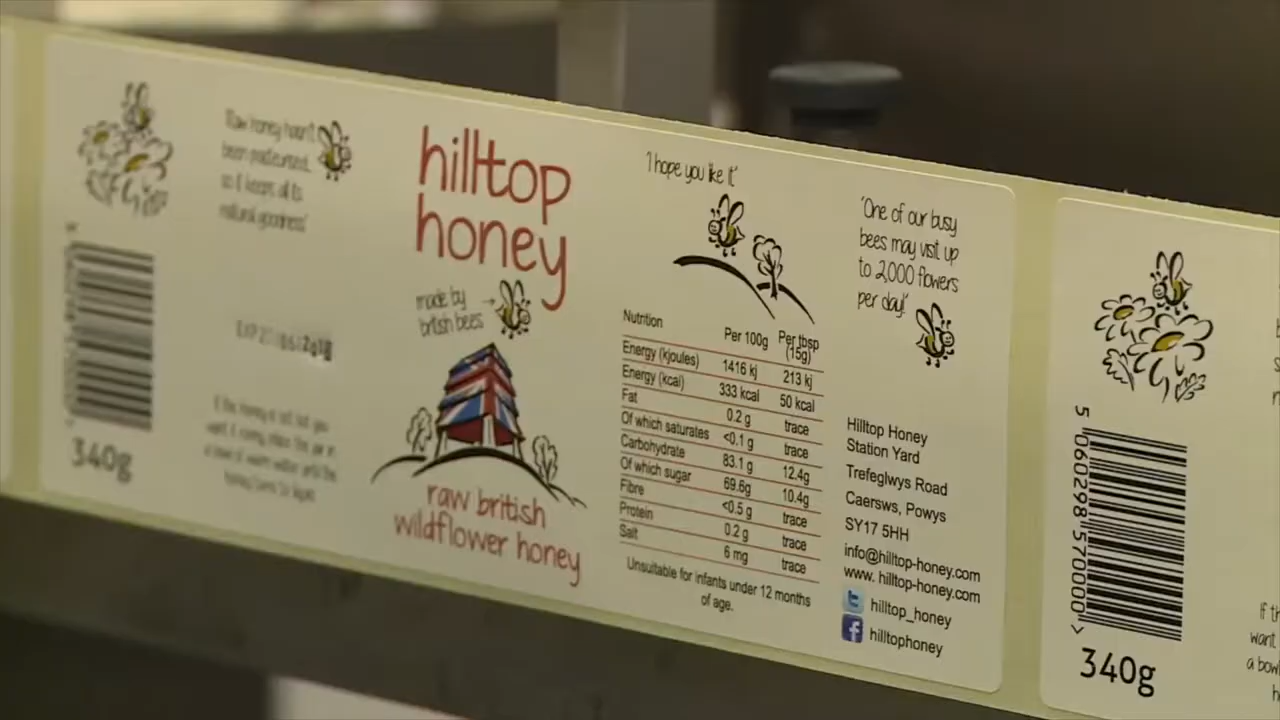 Raw honey hasn't
been pasteurised,
so it keeps all its
natural goodness'
340g
hilltop
honey
made by
british bees
raw british
wildflower honey
'I hope you like it'
Nutrition Per 100g Per tbsp (15g)
Energy (kjoules) 1416 kj 213 kj
Energy (kcal) 333 kcal 50 kcal
Fat 0.2 g trace
Of which saturates <0.1 g trace
Carbohydrate 83.1 g 12.4g
Of which sugar 69.6g 10.4g
Fibre <0.5 g trace
Protein 0.2 g trace
Salt 6 mg trace
Unsuitable for infants under 12 months
of age.
'One of our busy
bees may visit up
to 2,000 flowers
per day!'
Hilltop Honey
Station Yard
Trefeglwys Road
Caersws, Powys
SY17 5HH
info@hilltop-honey.com
www. hilltop-honey.com
hilltop_honey
hilltophoney
5 060298 570000 >
340g
If th
want
a bow